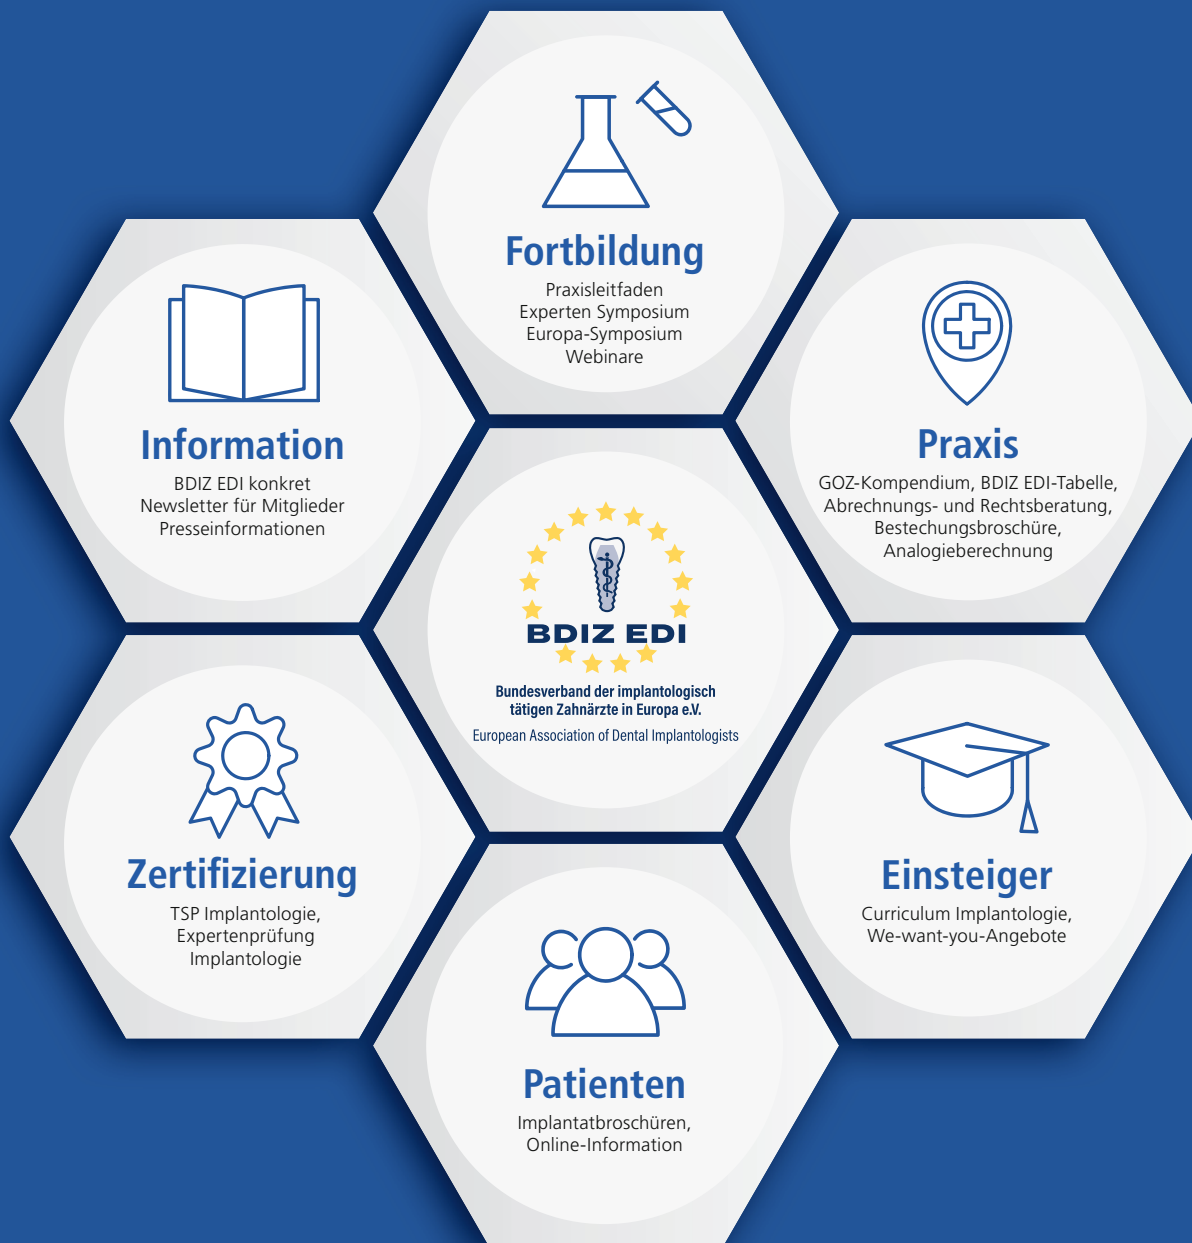 Fortbildung
Praxisleitfaden
Experten Symposium
Europa-Symposium
Webinare
Information
BDIZ EDI konkret
Newsletter für Mitglieder
Presseinformationen
Praxis
GOZ-Kompendium, BDIZ EDI-Tabelle,
Abrechnungs- und Rechtsberatung,
Bestechungsbroschüre,
Analogieberechnung
BDIZ EDI
Bundesverband der implantologisch
tätigen Zahnärzte in Europa e.V.
European Association of Dental Implantologists
Zertifizierung
TSP Implantologie,
Expertenprüfung
Implantologie
Einsteiger
Curriculum Implantologie,
We-want-you-Angebote
Patienten
Implantatbroschüren,
Online-Information